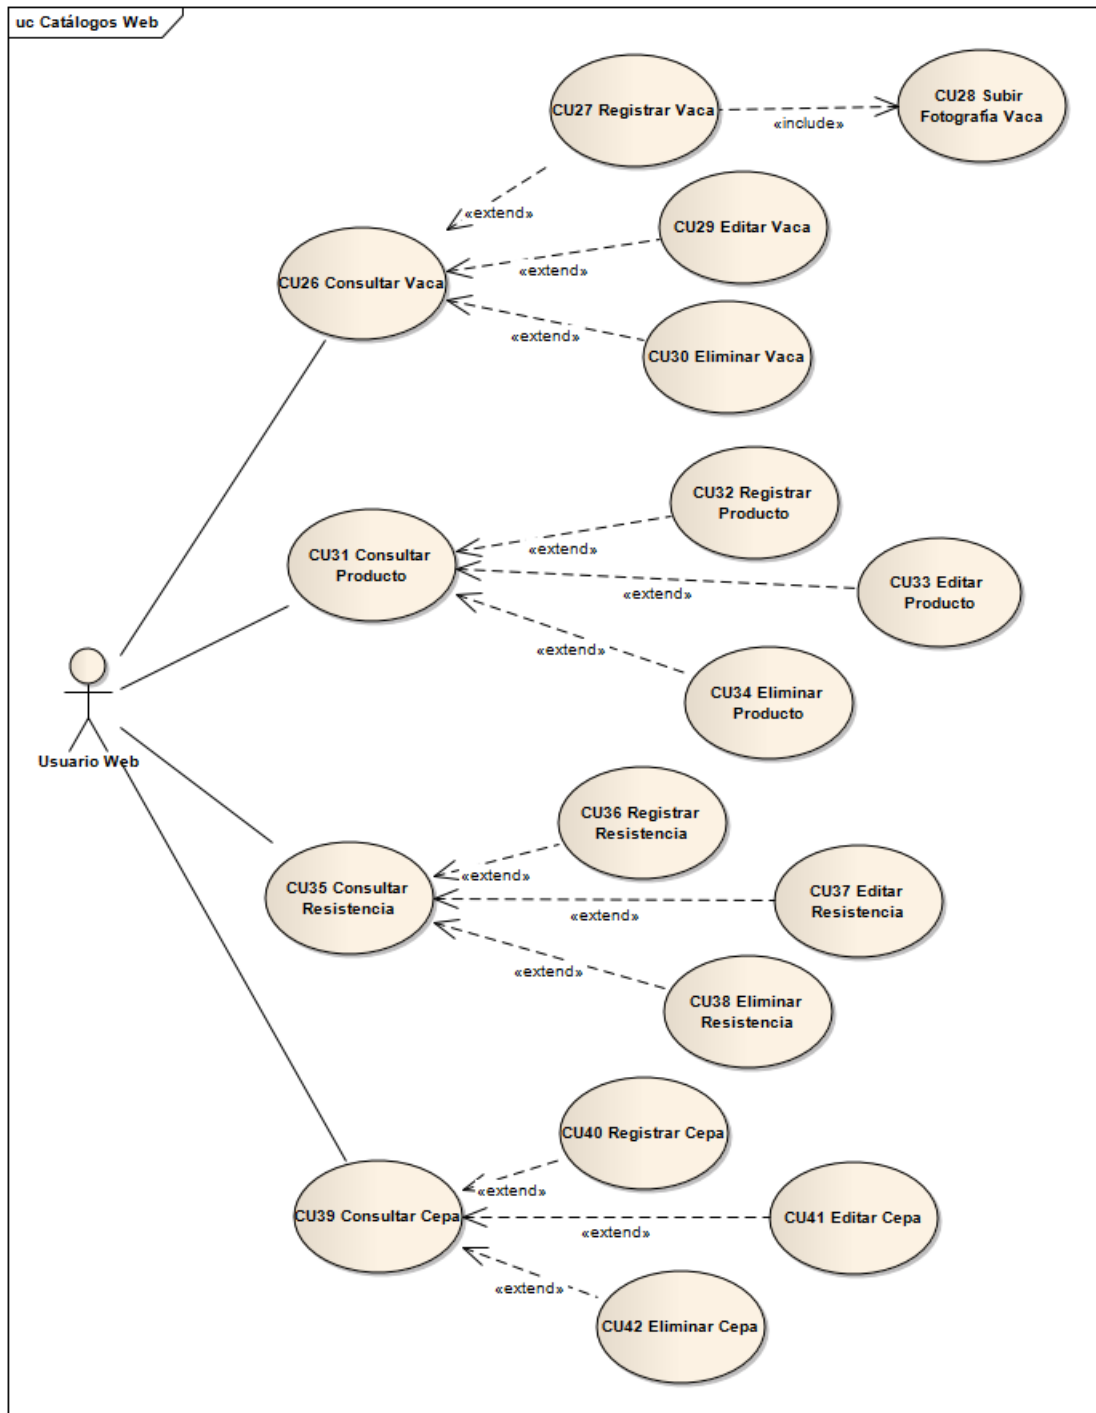 uc Catálogos Web
CU27 Registrar Vaca
«include»
CU28 Subir
Fotografía Vaca
«extend»
CU29 Editar Vaca
«extend»
CU26 Consultar Vaca
«extend»
CU30 Eliminar Vaca
CU32 Registrar
Producto
«extend»
CU31 Consultar
Producto
«extend»
CU33 Editar
Producto
«extend»
CU34 Eliminar
Producto
Usuario Web
CU36 Registrar
Resistencia
«extend»
CU35 Consultar
Resistencia
«extend»
CU37 Editar
Resistencia
«extend»
CU38 Eliminar
Resistencia
CU40 Registrar Cepa
«extend»
CU39 Consultar Cepa
«extend»
CU41 Editar Cepa
«extend»
CU42 Eliminar Cepa